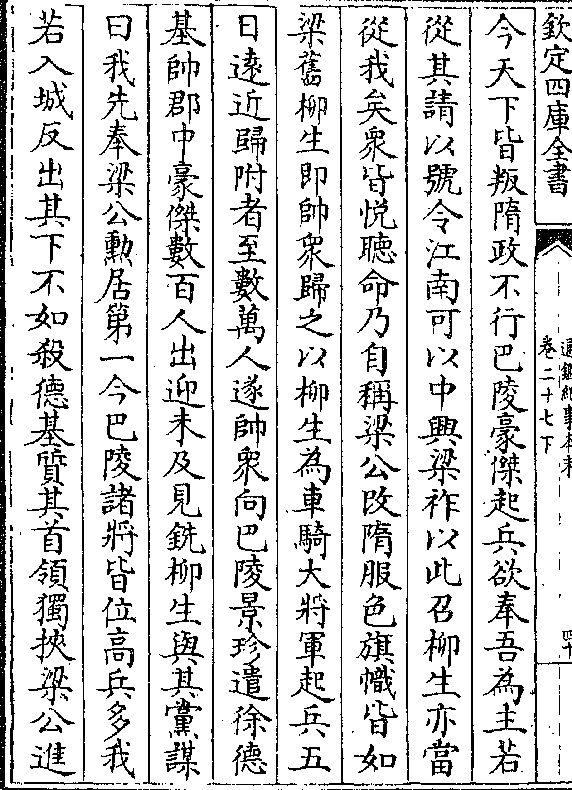 欽定四庫全書
通鑑紀事本末
卷二十七下
四十
今天下皆叛隋政不行巴陵豪傑起兵欲奉吾為主若
從其請以號令江南可以中興梁祚以此召柳生亦當
從我矣衆皆悦聽命乃自稱梁公改隋服色旗幟皆如
梁舊柳生即帥衆歸之以柳生為車騎大將軍起兵五
日遠近歸附者至數萬人遂帥衆向巴陵景珍遣徐德
基帥郡中豪傑數百人出迎未及見銑柳生與其黨謀
曰我先奉梁公勲居第一今巴陵諸將皆位高兵多我
若入城反出其下不如殺德基質其首領獨挾梁公進